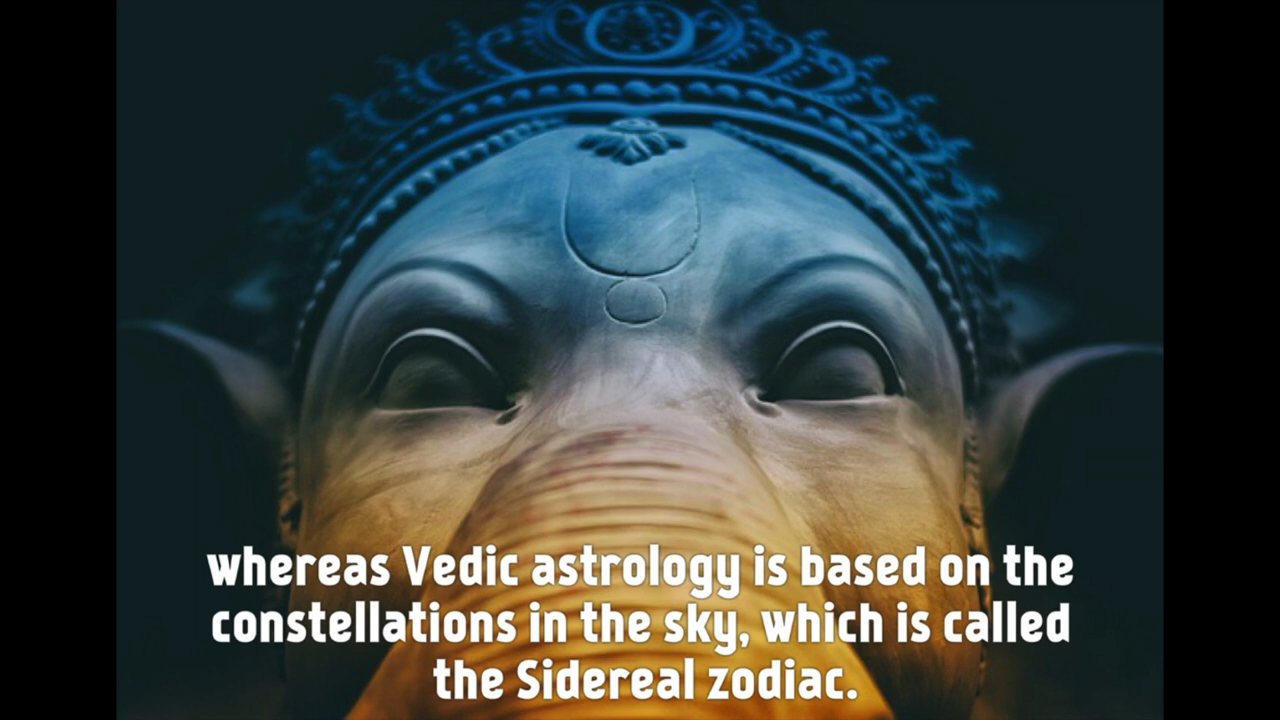 whereas Vedic astrology is based on the
constellations in the sky, which is called
the Sidereal zodiac.